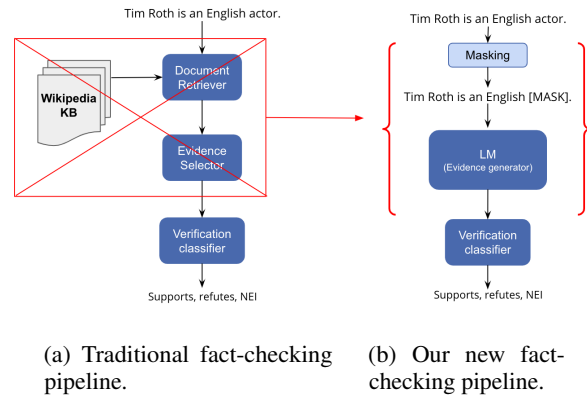 Tim Roth is an English actor.
Document
Retriever
Wikipedia
KB
Evidence
Selector
Verification
classifier
Supports, refutes, NEI
(a) Traditional fact-checking
pipeline.
Tim Roth is an English actor.
Masking
Tim Roth is an English [MASK].
LM
(Evidence generator)
Verification
classifier
Supports, refutes, NEI
(b) Our new fact-
checking pipeline.